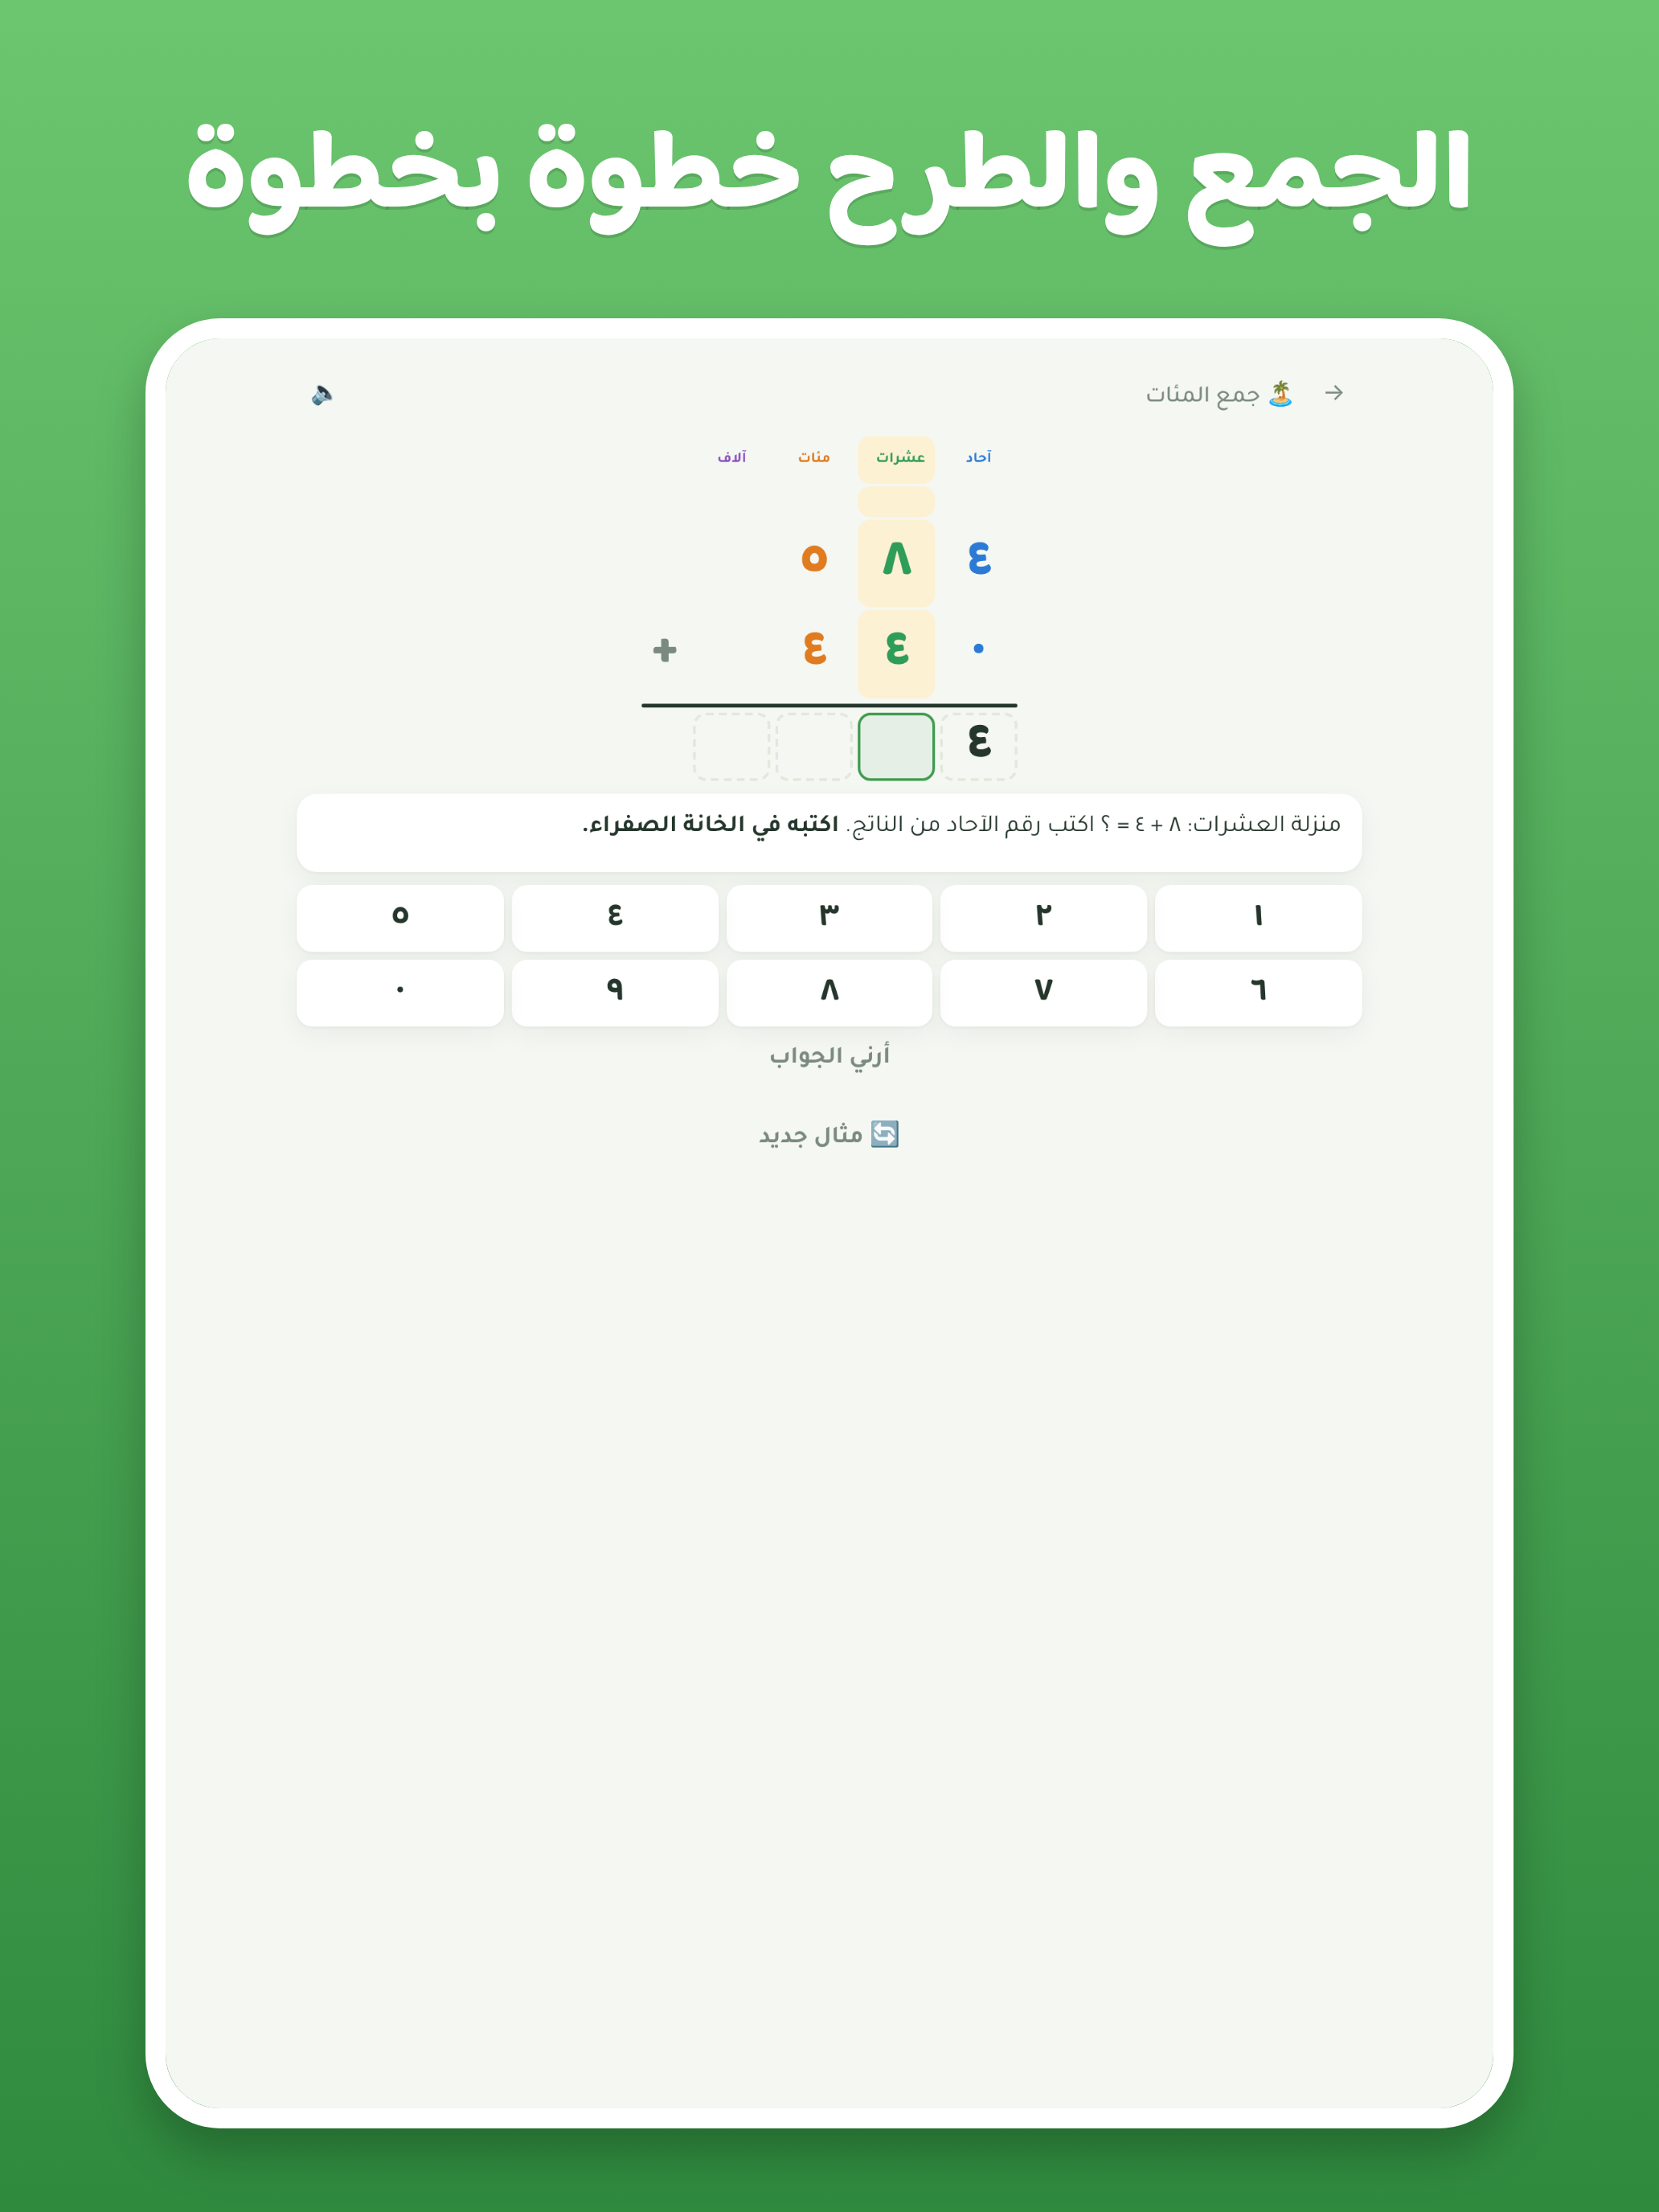 الجمع والطرح خطوة بخطوة
→ 🏝️ جمع المئات 🔈
آحاد عشرات مئات آلاف
٥ ٨ ٤
+ ٤ ٤ ٠
٤
منزلة العشرات: ٨ + ٤ = ؟ اكتب رقم الآحاد من الناتج. اكتبه في الخانة الصفراء.
١ ٢ ٣ ٤ ٥
٦ ٧ ٨ ٩ ٠
أرني الجواب
🔄 مثال جديد